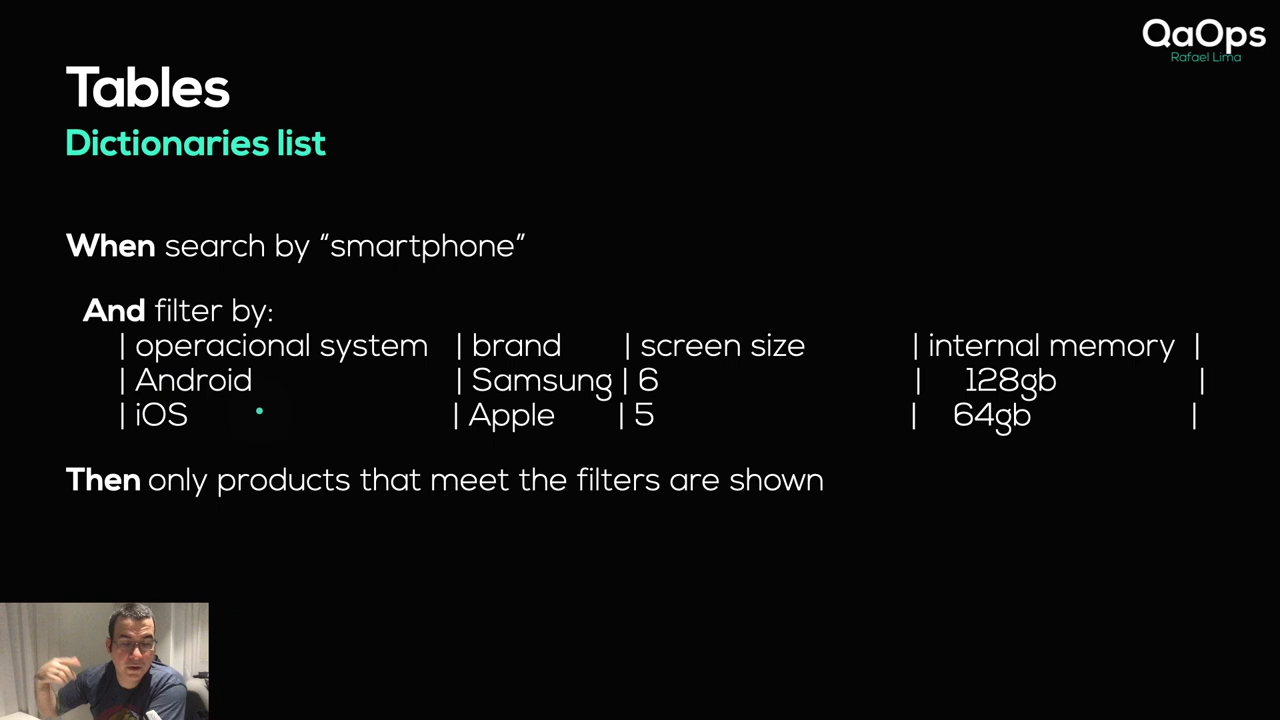 QaOps
Rafael Lima
Tables
Dictionaries list
When search by “smartphone”
And filter by:
| operacional system | brand | screen size | internal memory |
| Android | Samsung | 6 | 128gb |
| iOS | Apple | 5 | 64gb |
Then only products that meet the filters are shown